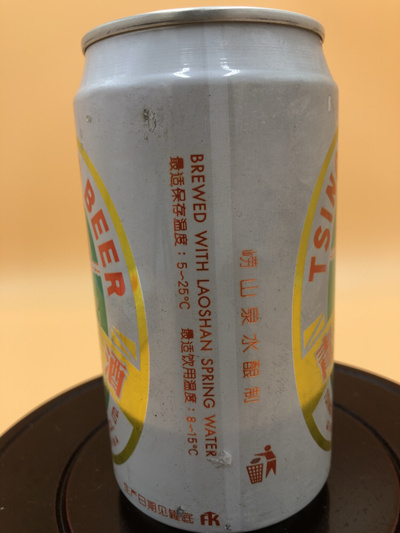 BEER
酒
BREWED WITH LAOSHAN SPRING WATER
最适保存温度：5~25℃ 最适饮用温度：8~15℃
崂山泉水酿制
TSIN